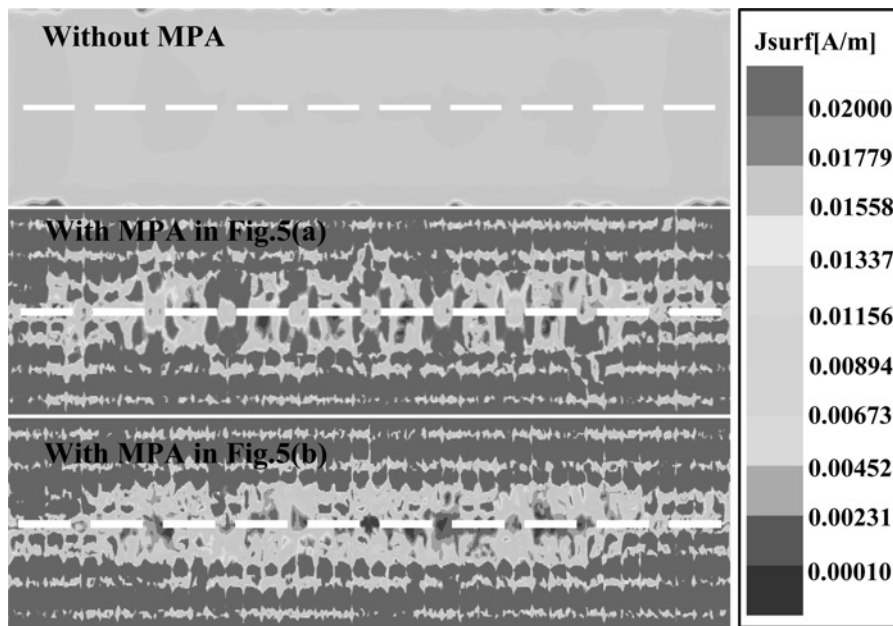 Without MPA
With MPA in Fig.5(a)
With MPA in Fig.5(b)
Jsurf[A/m]
0.02000
0.01779
0.01558
0.01337
0.01156
0.00894
0.00673
0.00452
0.00231
0.00010